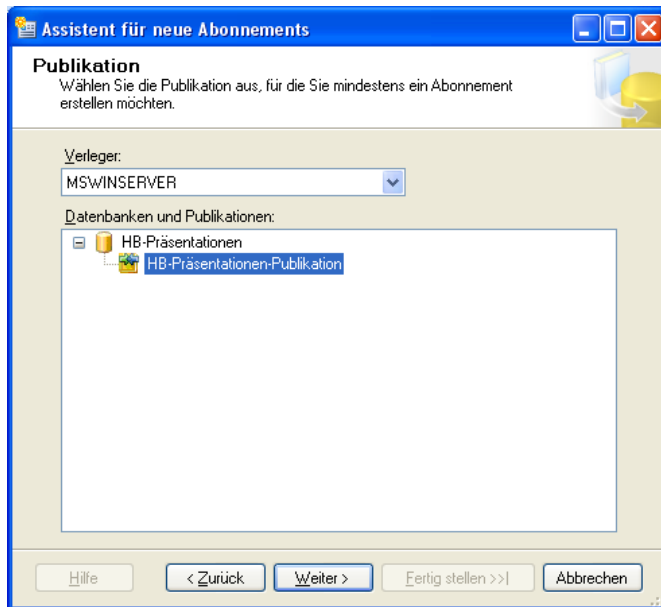 Assistent für neue Abonnements
Publikation
Wählen Sie die Publikation aus, für die Sie mindestens ein Abonnement
erstellen möchten.
Verleger:
MSWINSERVER
Datenbanken und Publikationen:
HB-Präsentationen
HB-Präsentationen-Publikation
Hilfe
< Zurück
Weiter >
Fertig stellen >>|
Abbrechen